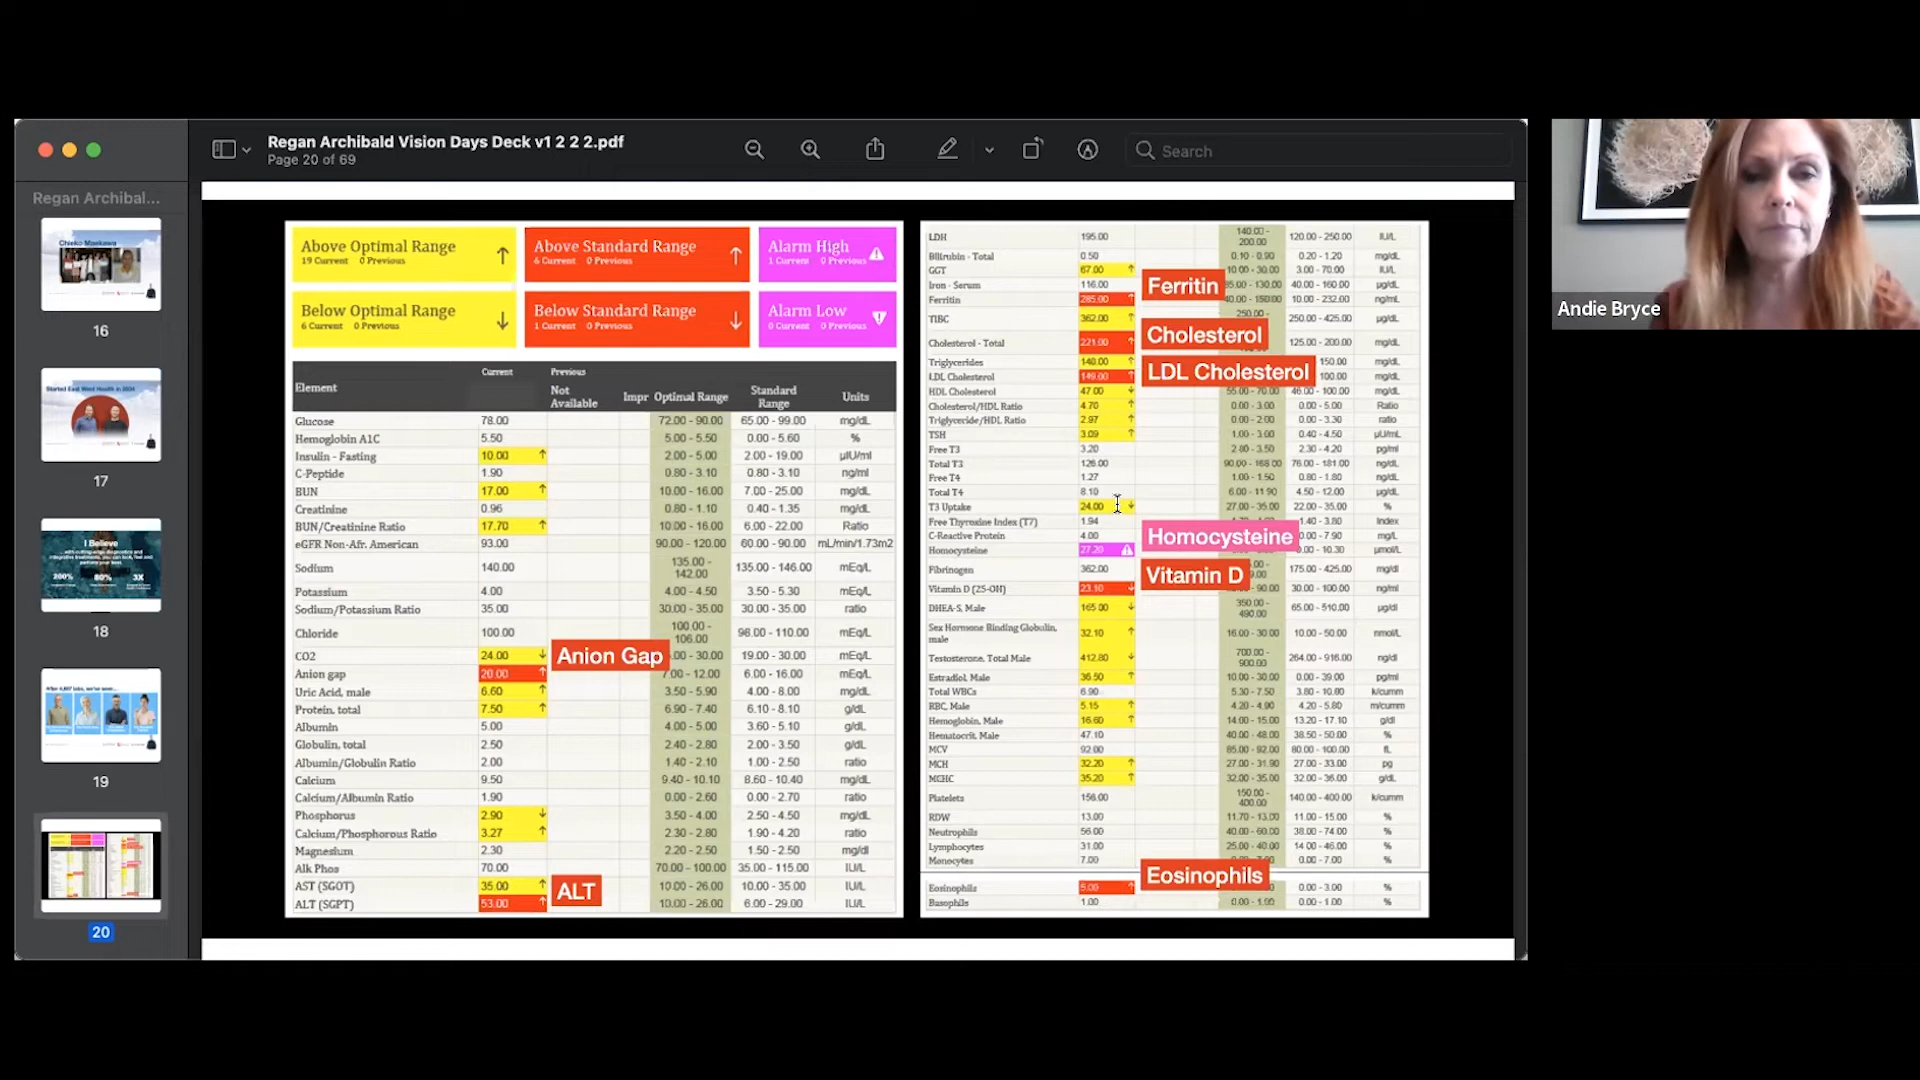 Regan Archibald Vision Days Deck v1 2 2 2.pdf
Page 20 of 69
Search
Regan Archibal...
16
17
18
19
20
Chieko Maekawa
Started East West Health in 2004
I Believe
200% 80% 3X
Above Optimal Range
19 Current 0 Previous
Above Standard Range
6 Current 0 Previous
Alarm High
1 Current 0 Previous
Below Optimal Range
6 Current 0 Previous
Below Standard Range
1 Current 0 Previous
Alarm Low
0 Current 0 Previous
Element Current Previous Not Available Impr Optimal Range Standard Range Units
Glucose 78.00 72.00 - 90.00 65.00 - 99.00 mg/dL
Hemoglobin A1C 5.50 5.00 - 5.50 0.00 - 5.60 %
Insulin - Fasting 10.00 ↑ 2.00 - 5.00 2.00 - 19.00 µIU/ml
C-Peptide 1.90 0.80 - 3.10 0.80 - 3.10 ng/ml
BUN 17.00 ↑ 10.00 - 16.00 7.00 - 25.00 mg/dL
Creatinine 0.96 0.80 - 1.10 0.40 - 1.35 mg/dL
BUN/Creatinine Ratio 17.70 ↑ 10.00 - 16.00 6.00 - 22.00 Ratio
eGFR Non-Afr. American 93.00 90.00 - 120.00 60.00 - 90.00 mL/min/1.73m2
Sodium 140.00 135.00 - 142.00 135.00 - 146.00 mEq/L
Potassium 4.00 4.00 - 4.50 3.50 - 5.30 mEq/L
Sodium/Potassium Ratio 35.00 30.00 - 35.00 30.00 - 35.00 ratio
Chloride 100.00 100.00 - 106.00 98.00 - 110.00 mEq/L
CO2 24.00 ↓ Anion Gap .00 - 30.00 19.00 - 30.00 mEq/L
Anion gap 20.00 ↑ 7.00 - 12.00 6.00 - 16.00 mEq/L
Uric Acid, male 6.60 ↑ 3.50 - 5.90 4.00 - 8.00 mg/dL
Protein, total 7.50 ↑ 6.90 - 7.40 6.10 - 8.10 g/dL
Albumin 5.00 4.00 - 5.00 3.60 - 5.10 g/dL
Globulin, total 2.50 2.40 - 2.80 2.00 - 3.50 g/dL
Albumin/Globulin Ratio 2.00 1.40 - 2.10 1.00 - 2.50 ratio
Calcium 9.50 9.40 - 10.10 8.60 - 10.40 mg/dL
Calcium/Albumin Ratio 1.90 0.00 - 2.60 0.00 - 2.70 ratio
Phosphorus 2.90 ↓ 3.50 - 4.00 2.50 - 4.50 mg/dL
Calcium/Phosphorous Ratio 3.27 ↑ 2.30 - 2.80 1.90 - 4.20 ratio
Magnesium 2.30 2.20 - 2.50 1.50 - 2.50 mg/dl
Alk Phos 70.00 70.00 - 100.00 35.00 - 115.00 IU/L
AST (SGOT) 35.00 ↑ ALT 10.00 - 26.00 10.00 - 35.00 IU/L
ALT (SGPT) 53.00 ↑ 10.00 - 26.00 6.00 - 29.00 IU/L
LDH 195.00 140.00 - 200.00 120.00 - 250.00 IU/L
Bilirubin - Total 0.50 0.10 - 0.90 0.20 - 1.20 mg/dL
GGT 67.00 ↑ 10.00 - 30.00 3.00 - 70.00 IU/L
Iron - Serum 116.00 Ferritin 85.00 - 130.00 40.00 - 160.00 µg/dL
Ferritin 285.00 ↑ 10.00 - 232.00 ng/mL
TIBC 362.00 ↑ 250.00 - 250.00 - 425.00 µg/dL
Cholesterol - Total 221.00 ↑ Cholesterol 125.00 - 200.00 mg/dL
Triglycerides 140.00 ↑ 150.00 mg/dL
LDL Cholesterol 149.00 ↑ LDL Cholesterol 100.00 mg/dL
HDL Cholesterol 47.00 ↓ 55.00 - 70.00 46.00 - 100.00 mg/dL
Cholesterol/HDL Ratio 4.70 ↑ 0.00 - 3.00 0.00 - 5.00 Ratio
Triglyceride/HDL Ratio 2.97 ↑ 0.00 - 2.00 0.00 - 3.30 ratio
TSH 3.09 ↑ 1.00 - 3.00 0.40 - 4.50 µU/mL
Free T3 3.20 2.00 - 3.50 2.30 - 4.20 pg/ml
Total T3 126.00 90.00 - 168.00 76.00 - 181.00 ng/dL
Free T4 1.27 1.00 - 1.50 0.80 - 1.80 ng/dL
Total T4 8.10 6.00 - 11.90 4.50 - 12.00 µg/dL
T3 Uptake 24.00 ↓ 27.00 - 35.00 22.00 - 35.00 %
Free Thyroxine Index (T7) 1.94 1.40 - 3.80 Index
C-Reactive Protein 4.00 Homocysteine 0.00 - 7.90 mg/L
Homocysteine 27.20 0.00 - 10.30 µmol/L
Fibrinogen 362.00 175.00 - 425.00 mg/dl
Vitamin D (25-OH) 23.10 ↓ Vitamin D - 90.00 30.00 - 100.00 ng/ml
DHEA-S, Male 165.00 ↓ 350.00 - 490.00 65.00 - 510.00 µg/dl
Sex Hormone Binding Globulin, male 32.10 ↑ 16.00 - 30.00 10.00 - 50.00 nmol/L
Testosterone, Total Male 412.80 ↓ 700.00 - 900.00 264.00 - 916.00 ng/dl
Estradiol, Male 36.50 ↑ 10.00 - 30.00 0.00 - 39.00 pg/ml
Total WBCs 6.90 5.30 - 7.50 3.80 - 10.80 k/cumm
RBC, Male 5.15 ↑ 4.20 - 4.90 4.20 - 5.80 m/cumm
Hemoglobin, Male 16.60 ↑ 14.00 - 15.00 13.20 - 17.10 g/dl
Hematocrit, Male 47.10 40.00 - 48.00 38.50 - 50.00 %
MCV 92.00 85.00 - 92.00 80.00 - 100.00 fL
MCH 32.20 ↑ 27.00 - 31.90 27.00 - 33.00 pg
MCHC 35.20 ↑ 32.00 - 35.00 32.00 - 36.00 g/dL
Platelets 156.00 150.00 - 400.00 140.00 - 400.00 k/cumm
RDW 13.00 11.70 - 13.00 11.00 - 15.00 %
Neutrophils 56.00 40.00 - 60.00 38.00 - 74.00 %
Lymphocytes 31.00 25.00 - 40.00 14.00 - 46.00 %
Monocytes 7.00 0.00 - 7.00 %
Eosinophils 5.00 ↑ Eosinophils 0.00 - 3.00 %
Basophils 1.00 0.00 - 1.00 0.00 - 1.00 %
Andie Bryce